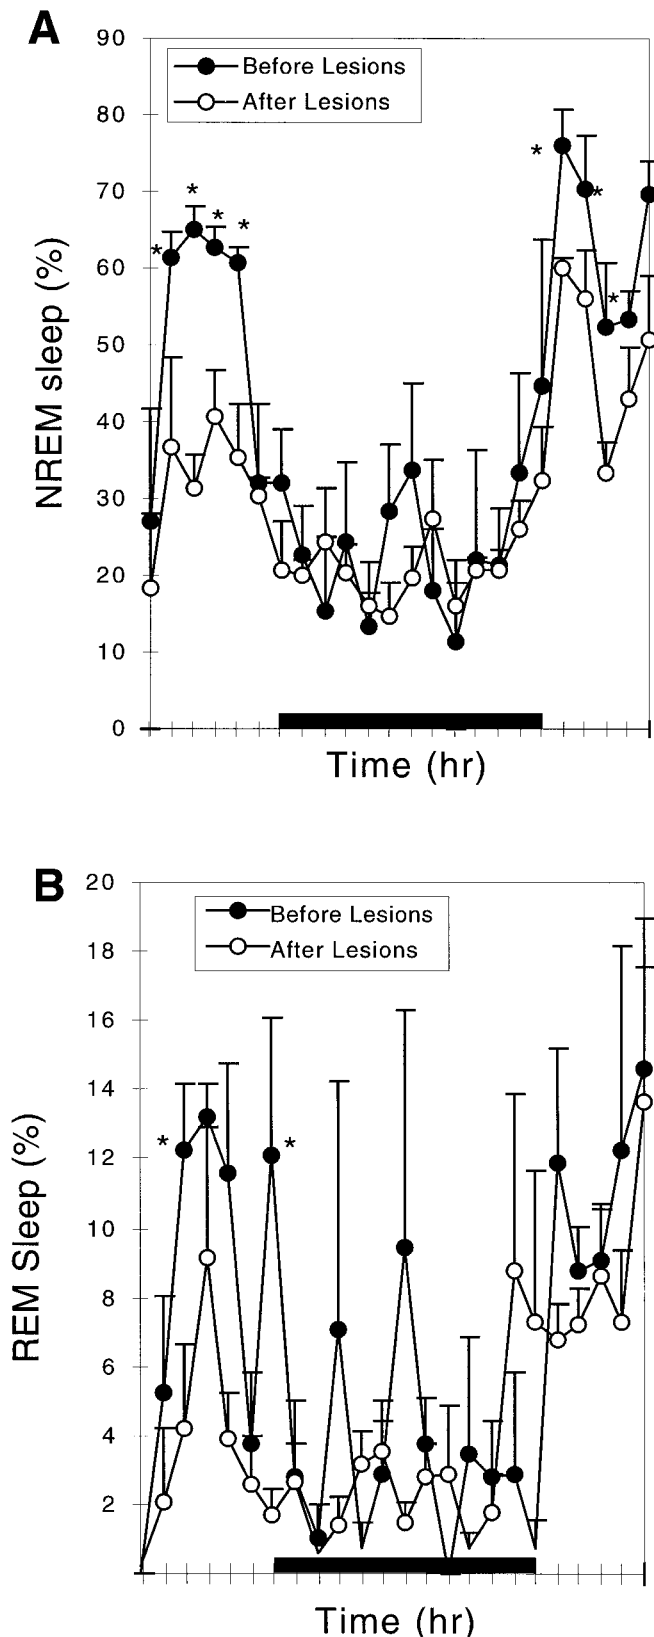 A
90
Before Lesions
After Lesions
80
70
60
50
40
30
20
10
0
NREM sleep (%)
* * * * * * *
Time (hr)
B
20
Before Lesions
After Lesions
18
16
14
12
10
8
6
4
2
REM Sleep (%)
* *
Time (hr)